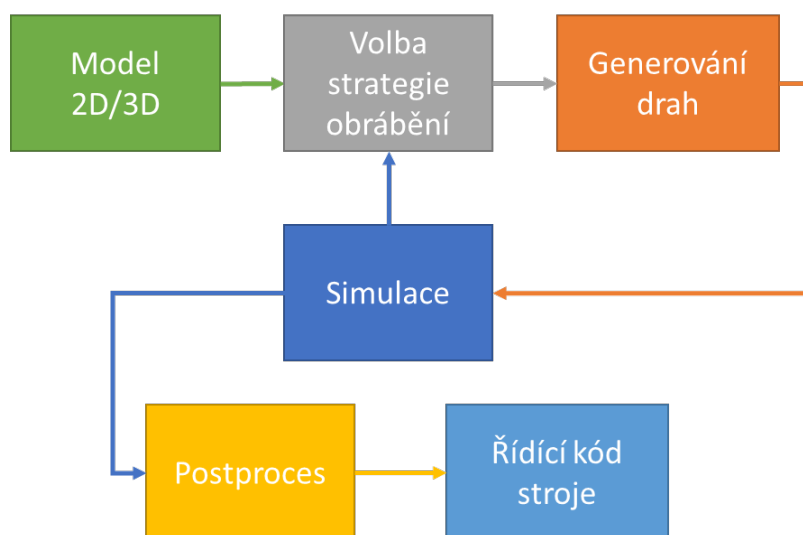 Model
2D/3D
Volba
strategie
obrábění
Generování
drah
Simulace
Postproces
Řídící kód
stroje